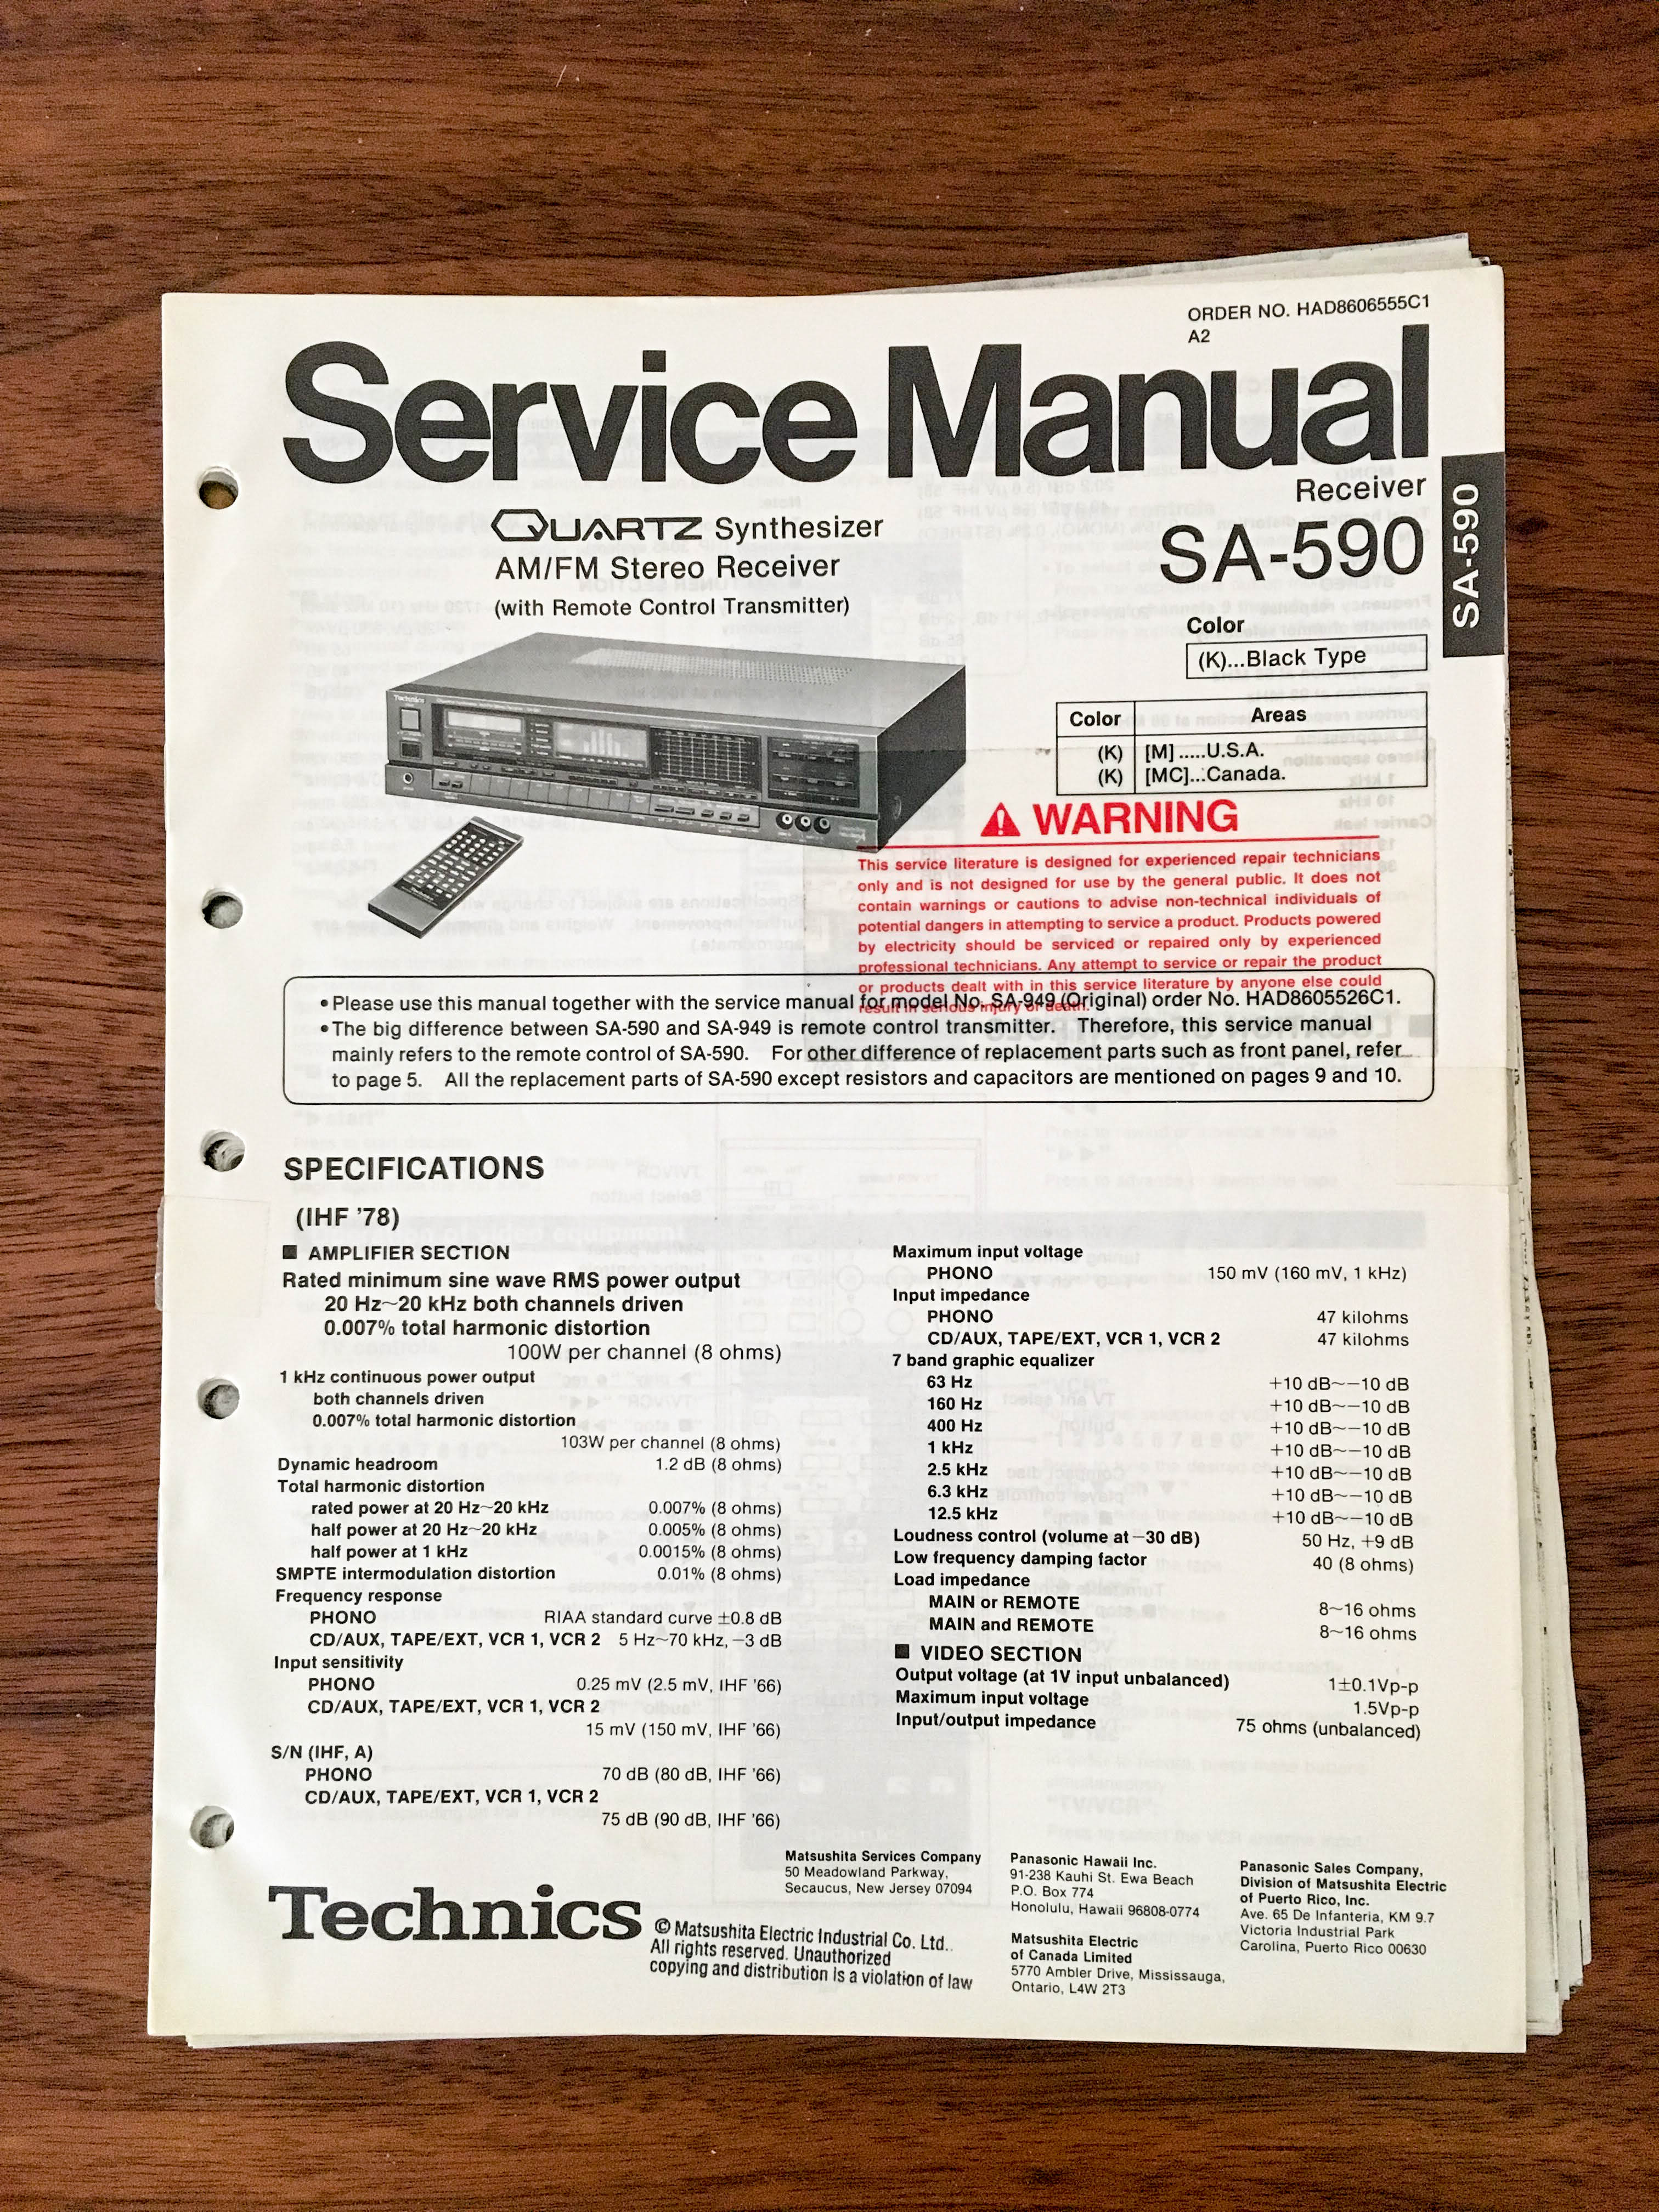 ORDER NO. HAD8606555C1
A2
Service Manual
Receiver
SA-590
SA-590
QUARTZ Synthesizer
AM/FM Stereo Receiver
(with Remote Control Transmitter)
Technics
Color
(K)...Black Type
Color Areas
(K) [M].....U.S.A.
(K) [MC]...Canada.
WARNING
This service literature is designed for experienced repair technicians
only and is not designed for use by the general public. It does not
contain warnings or cautions to advise non-technical individuals of
potential dangers in attempting to service a product. Products powered
by electricity should be serviced or repaired only by experienced
professional technicians. Any attempt to service or repair the product
or products dealt with in this service literature by anyone else could
result in serious injury or death.
•Please use this manual together with the service manual for model No. SA-949 (Original) order No. HAD8605526C1.
•The big difference between SA-590 and SA-949 is remote control transmitter. Therefore, this service manual
mainly refers to the remote control of SA-590. For other difference of replacement parts such as front panel, refer
to page 5. All the replacement parts of SA-590 except resistors and capacitors are mentioned on pages 9 and 10.
SPECIFICATIONS
(IHF '78)
■ AMPLIFIER SECTION
Rated minimum sine wave RMS power output
20 Hz~20 kHz both channels driven
0.007% total harmonic distortion
100W per channel (8 ohms)
1 kHz continuous power output
both channels driven
0.007% total harmonic distortion
103W per channel (8 ohms)
Dynamic headroom 1.2 dB (8 ohms)
Total harmonic distortion
rated power at 20 Hz~20 kHz 0.007% (8 ohms)
half power at 20 Hz~20 kHz 0.005% (8 ohms)
half power at 1 kHz 0.0015% (8 ohms)
SMPTE intermodulation distortion 0.01% (8 ohms)
Frequency response
PHONO RIAA standard curve ±0.8 dB
CD/AUX, TAPE/EXT, VCR 1, VCR 2 5 Hz~70 kHz, −3 dB
Input sensitivity
PHONO 0.25 mV (2.5 mV, IHF '66)
CD/AUX, TAPE/EXT, VCR 1, VCR 2
15 mV (150 mV, IHF '66)
S/N (IHF, A)
PHONO 70 dB (80 dB, IHF '66)
CD/AUX, TAPE/EXT, VCR 1, VCR 2
75 dB (90 dB, IHF '66)
Maximum input voltage
PHONO 150 mV (160 mV, 1 kHz)
Input impedance
PHONO 47 kilohms
CD/AUX, TAPE/EXT, VCR 1, VCR 2 47 kilohms
7 band graphic equalizer
63 Hz +10 dB~−10 dB
160 Hz +10 dB~−10 dB
400 Hz +10 dB~−10 dB
1 kHz +10 dB~−10 dB
2.5 kHz +10 dB~−10 dB
6.3 kHz +10 dB~−10 dB
12.5 kHz +10 dB~−10 dB
Loudness control (volume at −30 dB) 50 Hz, +9 dB
Low frequency damping factor 40 (8 ohms)
Load impedance
MAIN or REMOTE 8~16 ohms
MAIN and REMOTE 8~16 ohms
■ VIDEO SECTION
Output voltage (at 1V input unbalanced) 1±0.1Vp-p
Maximum input voltage 1.5Vp-p
Input/output impedance 75 ohms (unbalanced)
Technics
© Matsushita Electric Industrial Co. Ltd..
All rights reserved. Unauthorized
copying and distribution is a violation of law
Matsushita Services Company
50 Meadowland Parkway,
Secaucus, New Jersey 07094
Panasonic Hawaii Inc.
91-238 Kauhi St. Ewa Beach
P.O. Box 774
Honolulu, Hawaii 96808-0774
Matsushita Electric
of Canada Limited
5770 Ambler Drive, Mississauga,
Ontario, L4W 2T3
Panasonic Sales Company,
Division of Matsushita Electric
of Puerto Rico, Inc.
Ave. 65 De Infanteria, KM 9.7
Victoria Industrial Park
Carolina, Puerto Rico 00630